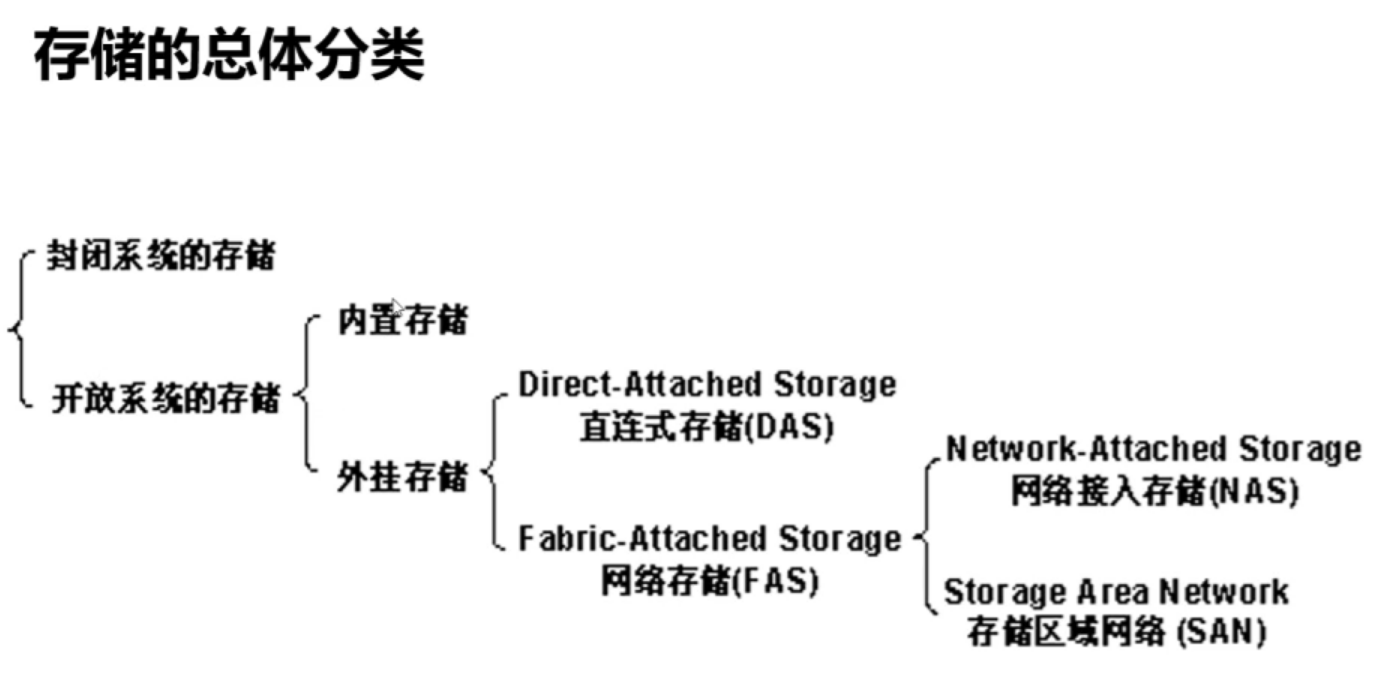 存储的总体分类
封闭系统的存储
开放系统的存储
内置存储
外挂存储
Direct-Attached Storage
直连式存储(DAS)
Fabric-Attached Storage
网络存储(FAS)
Network-Attached Storage
网络接入存储(NAS)
Storage Area Network
存储区域网络 (SAN)